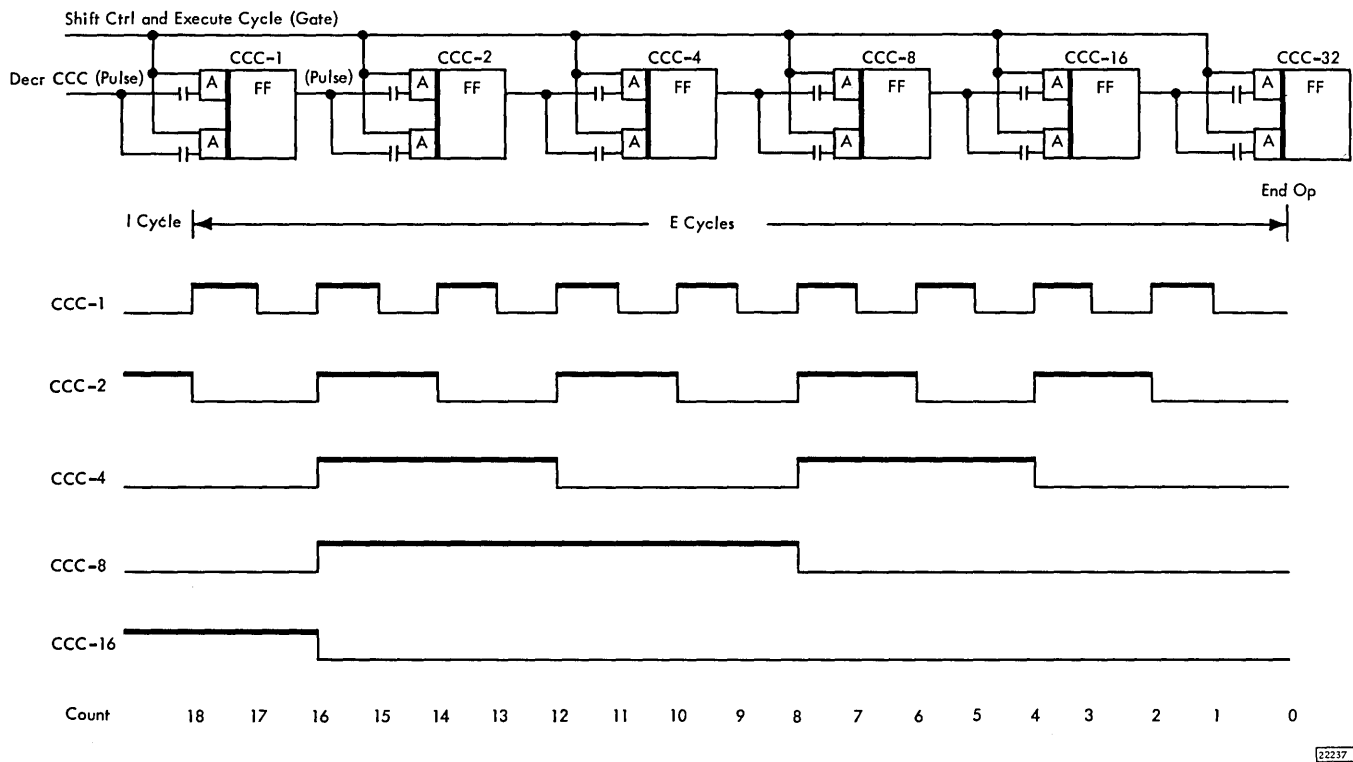 Shift Ctrl and Execute Cycle (Gate)
CCC-1 CCC-2 CCC-4 CCC-8 CCC-16 CCC-32
Decr CCC (Pulse) A FF (Pulse) A FF A FF A FF A FF A FF
A A A A A A
End Op
I Cycle E Cycles
CCC-1
CCC-2
CCC-4
CCC-8
CCC-16
Count 18 17 16 15 14 13 12 11 10 9 8 7 6 5 4 3 2 1 0
22237